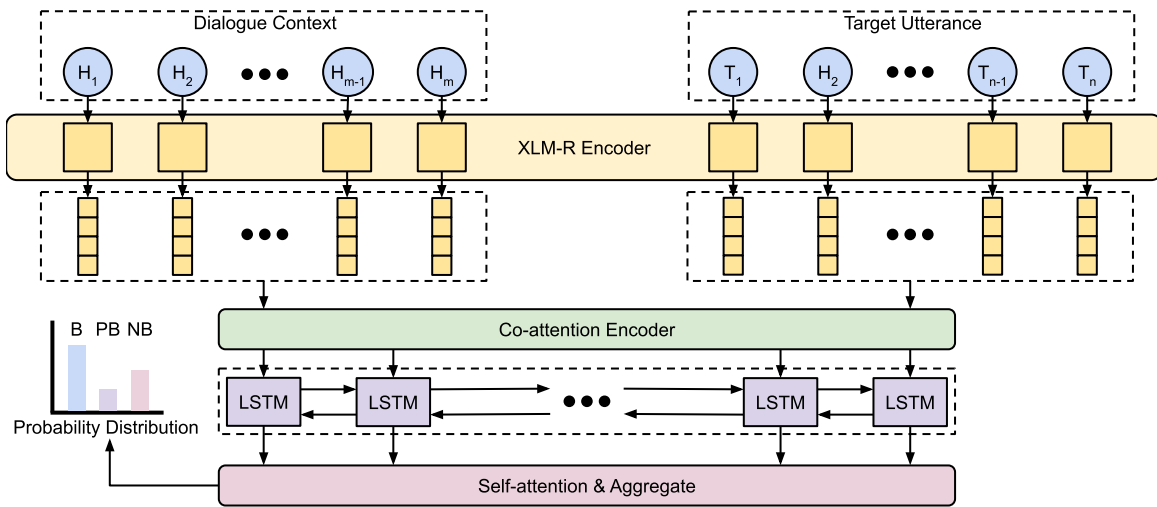 Dialogue Context
Target Utterance
H1 H2 ●●● Hm-1 Hm
T1 H2 ●●● Tn-1 Tn
XLM-R Encoder
Co-attention Encoder
B PB NB
Probability Distribution
LSTM LSTM ●●● LSTM LSTM
Self-attention & Aggregate